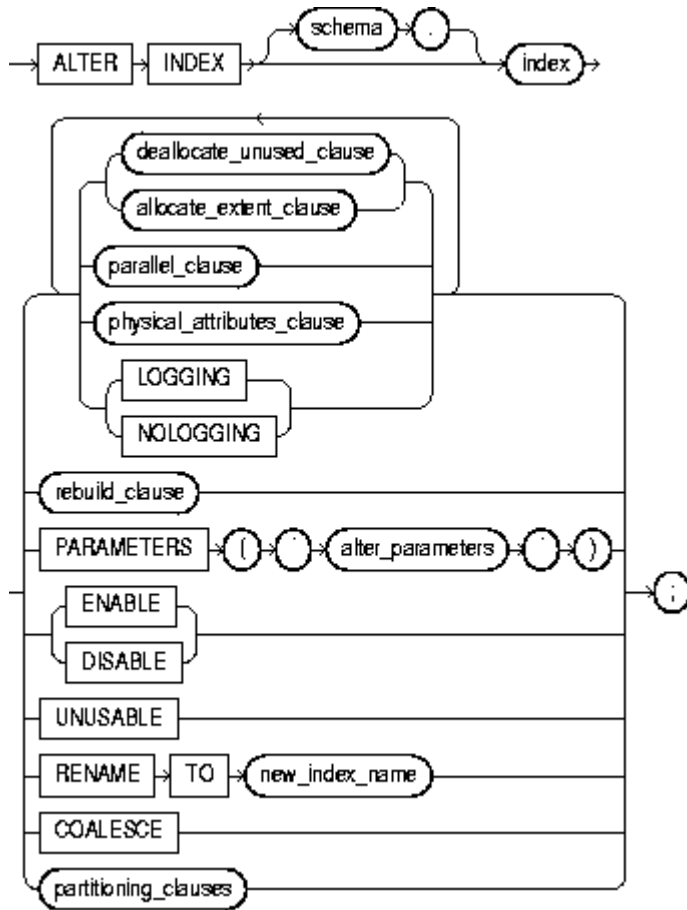 schema .
ALTER INDEX index
deallocate_unused_clause
allocate_extent_clause
parallel_clause
physical_attributes_clause
LOGGING
NOLOGGING
rebuild_clause
PARAMETERS ( ' alter_parameters ' )
ENABLE
;
DISABLE
UNUSABLE
RENAME TO new_index_name
COALESCE
partitioning_clauses